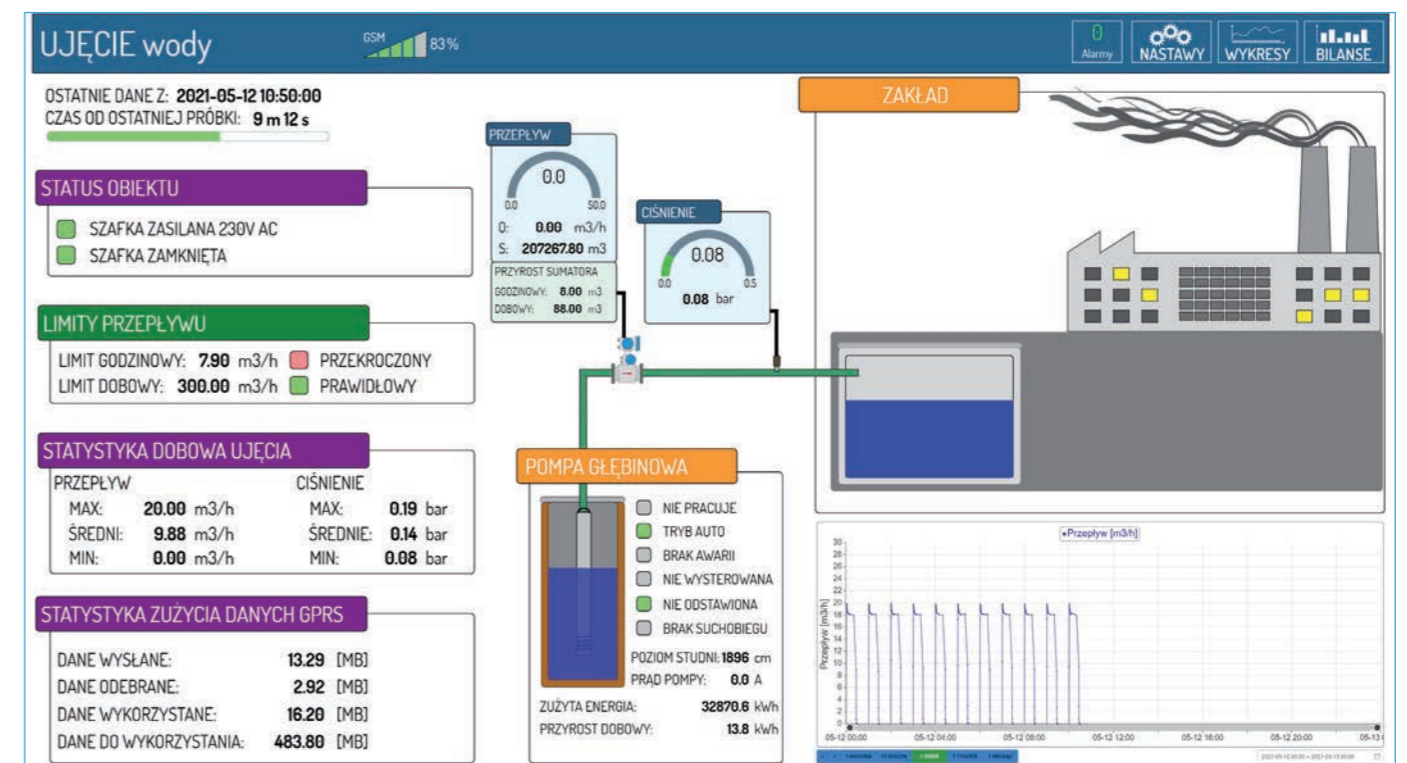 UJĘCIE wody
GSM 83%
0
Alarmy
NASTAWY
WYKRESY
BILANSE
OSTATNIE DANE Z: 2021-05-12 10:50:00
CZAS OD OSTATNIEJ PRÓBKI: 9 m 12 s
STATUS OBIEKTU
SZAFKA ZASILANA 230V AC
SZAFKA ZAMKNIĘTA
LIMITY PRZEPŁYWU
LIMIT GODZINOWY: 7.90 m3/h PRZEKROCZONY
LIMIT DOBOWY: 300.00 m3/h PRAWIDŁOWY
STATYSTYKA DOBOWA UJĘCIA
PRZEPŁYW CIŚNIENIE
MAX: 20.00 m3/h MAX: 0.19 bar
ŚREDNI: 9.88 m3/h ŚREDNIE: 0.14 bar
MIN: 0.00 m3/h MIN: 0.08 bar
STATYSTYKA ZUŻYCIA DANYCH GPRS
DANE WYSŁANE: 13.29 [MB]
DANE ODEBRANE: 2.92 [MB]
DANE WYKORZYSTANE: 16.20 [MB]
DANE DO WYKORZYSTANIA: 483.80 [MB]
PRZEPŁYW
0.0
0.0 50.0
Q: 0.00 m3/h
S: 207267.80 m3
PRZYROST SUMATORA
GODZINOWY: 8.00 m3
DOBOWY: 88.00 m3
CIŚNIENIE
0.08
0.0 0.5
0.08 bar
POMPA GŁĘBINOWA
NIE PRACUJE
TRYB AUTO
BRAK AWARII
NIE WYSTEROWANA
NIE ODSTAWIONA
BRAK SUCHOBIEGU
POZIOM STUDNI: 1896 cm
PRĄD POMPY: 0.0 A
ZUŻYTA ENERGIA: 32870.6 kWh
PRZYROST DOBOWY: 13.8 kWh
ZAKŁAD
Przepływ [m3/h]
Przepływ [m3/h]
30
28
26
24
22
20
18
16
14
12
10
8
6
4
2
0
05-12 00:00 05-12 04:00 05-12 08:00 05-12 12:00 05-12 16:00 05-12 20:00 05-13